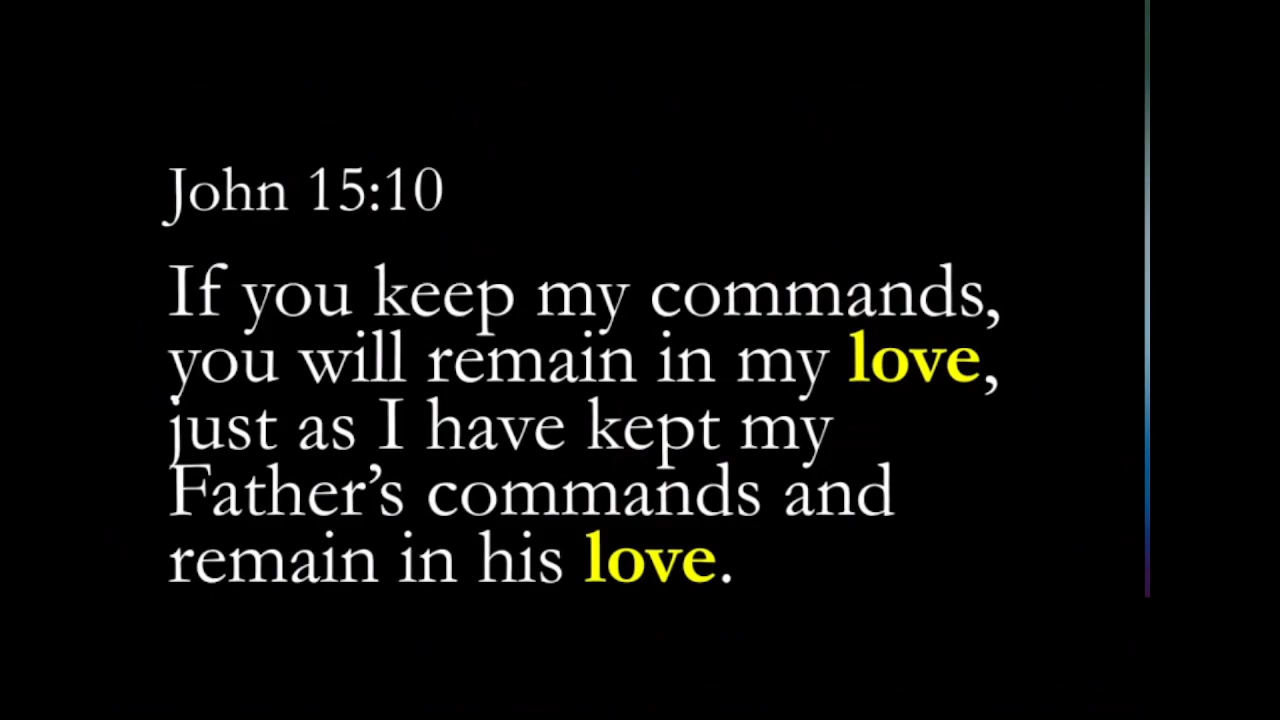 John 15:10
If you keep my commands,
you will remain in my love,
just as I have kept my
Father’s commands and
remain in his love.